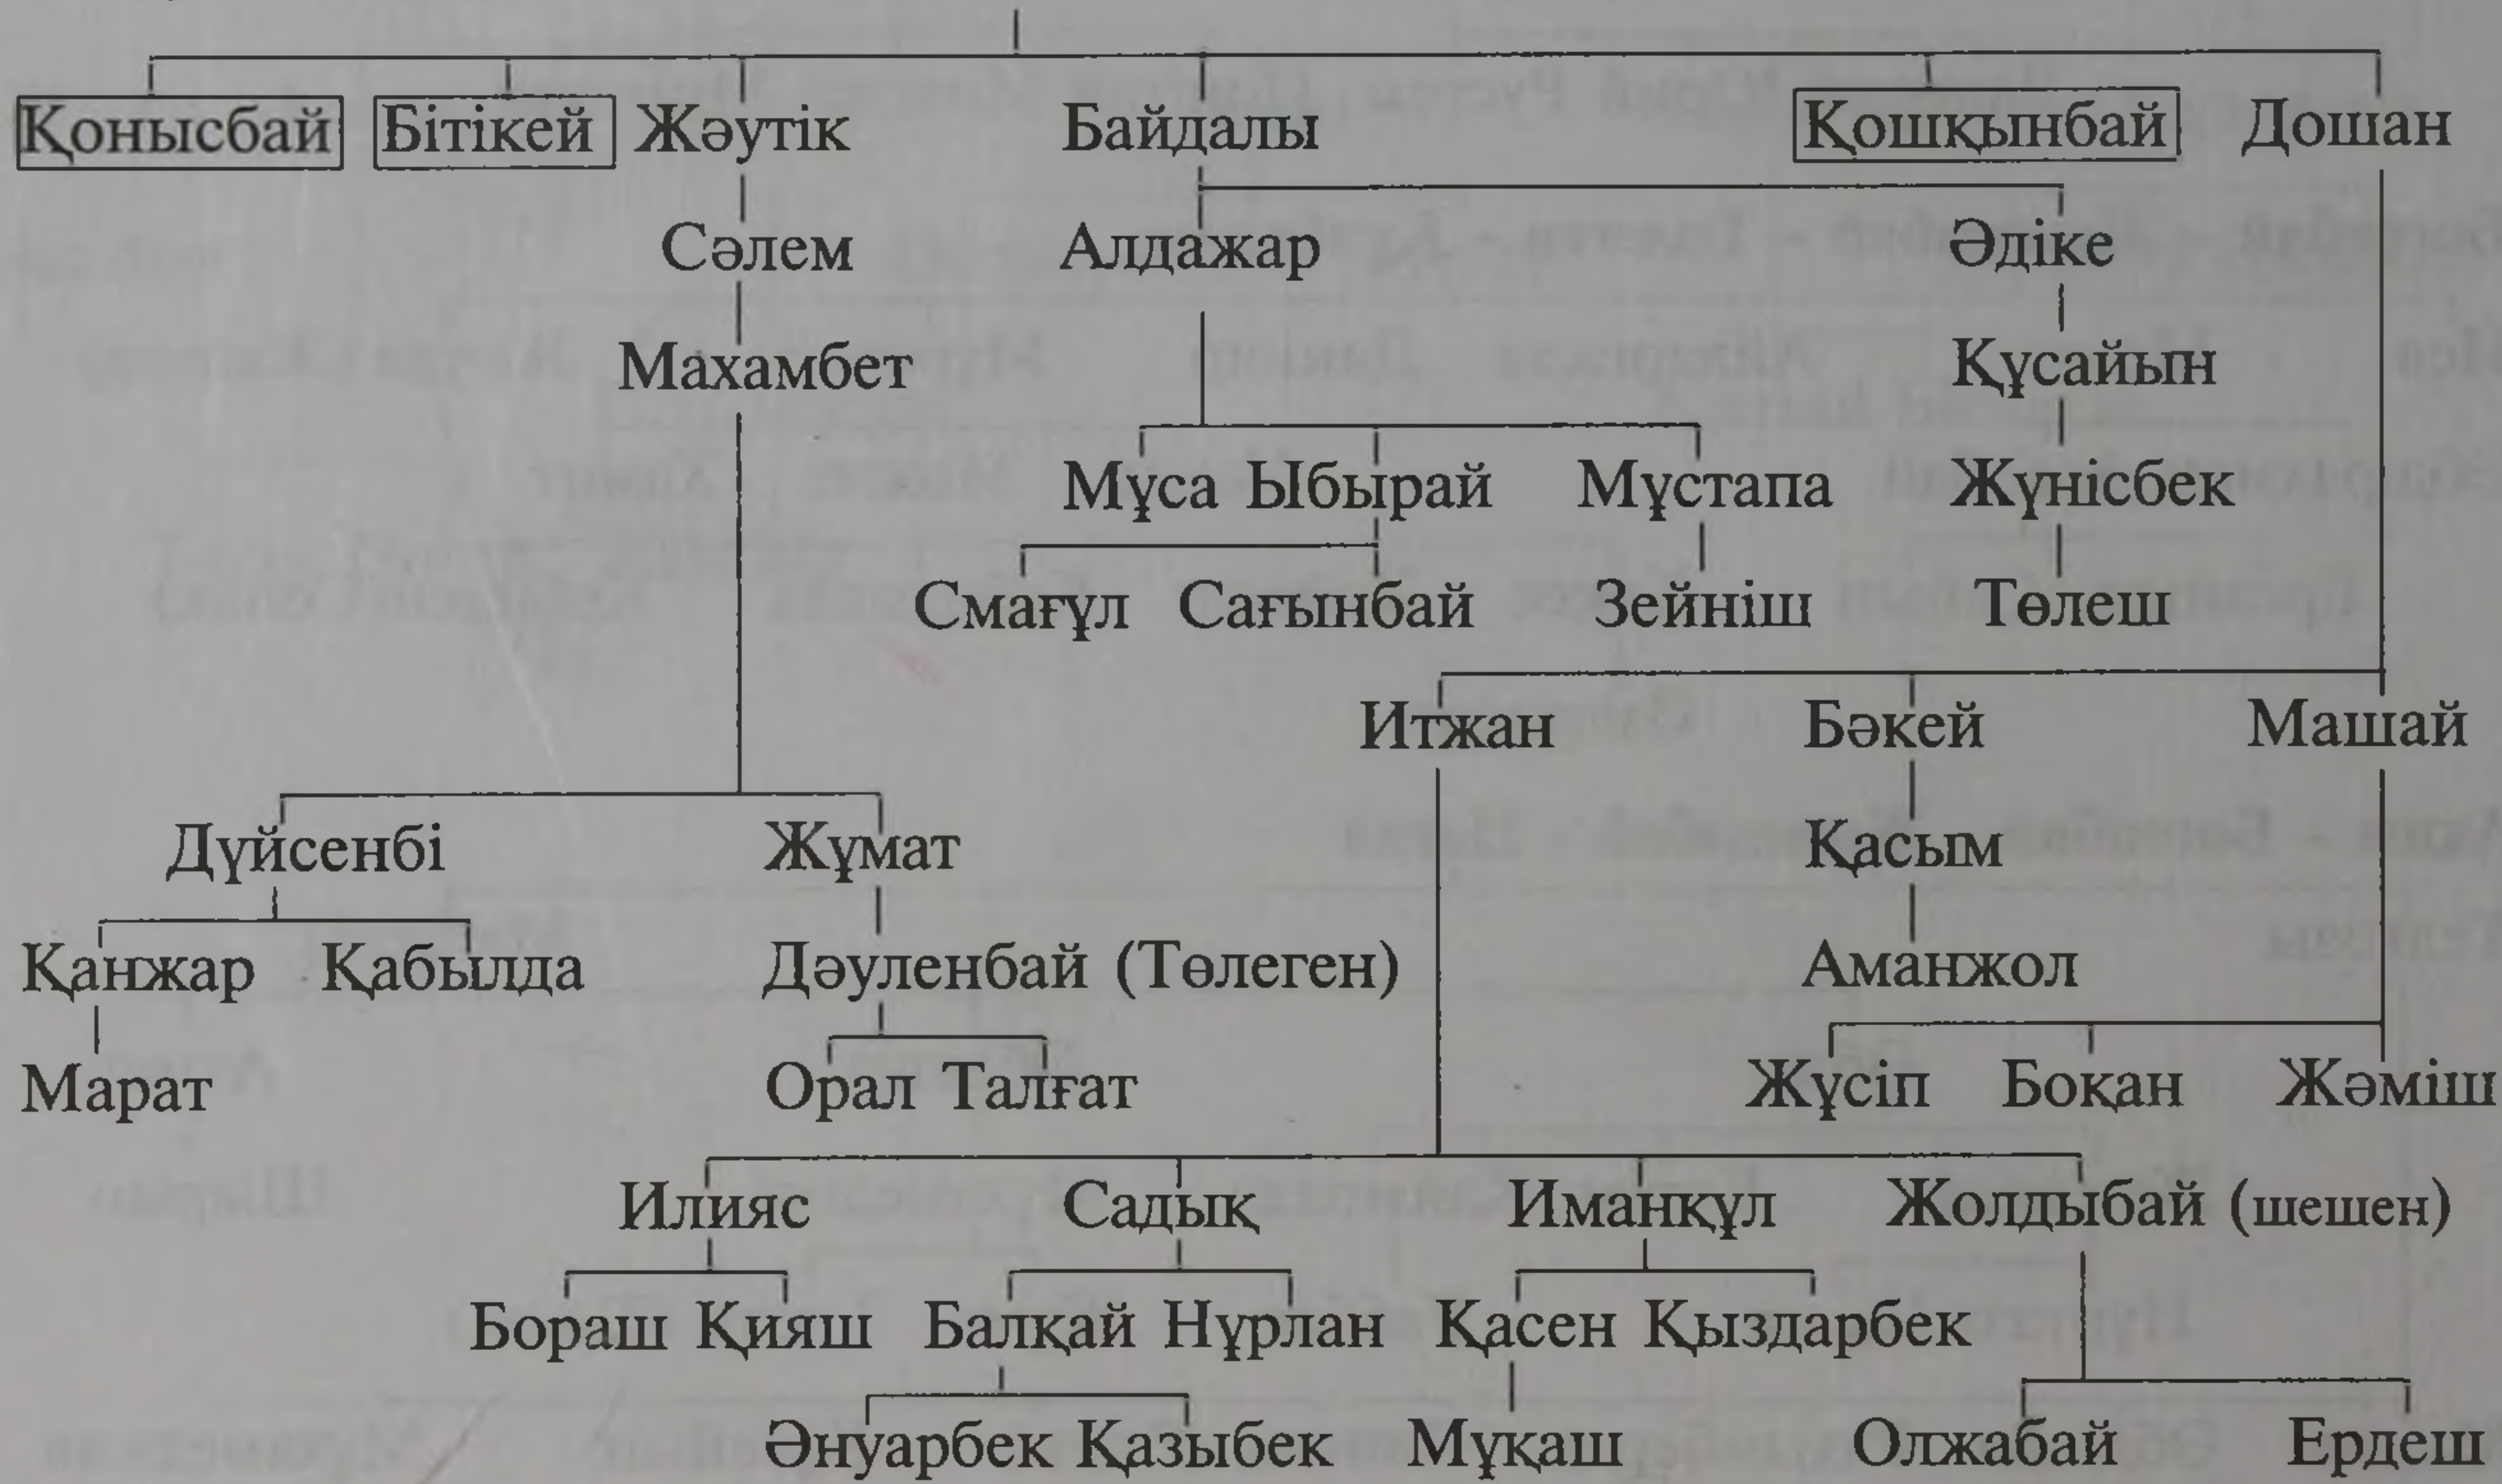 Қонысбай Бітікей Жәутік Байдалы Қошқынбай Дошан
Сәлем Алдажар Әдіке
Махамбет Құсайын
Мұса Ыбырай Мұстапа Жүнісбек
Смағұл Сағынбай Зейніш Төлеш
Итжан Бәкей Машай
Дүйсенбі Жұмат Қасым
Қанжар Қабылда Дәуленбай (Төлеген) Аманжол
Марат Орал Талғат Жүсіп Боқан Жәміш
Илияс Садық Иманқұл Жолдыбай (шешен)
Бораш Қияш Балқай Нұрлан Қасен Қыздарбек
Әнуарбек Қазыбек Мұқаш Олжабай Ердеш